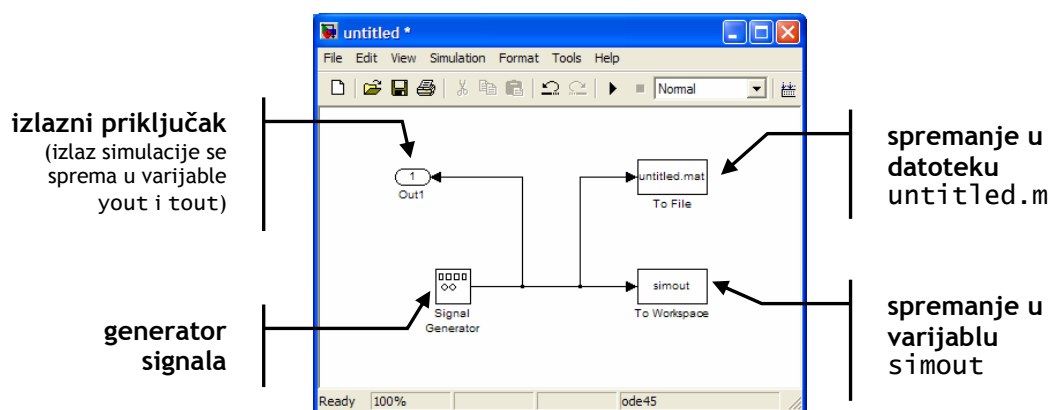 untitled *
File Edit View Simulation Format Tools Help
Normal
izlazni priključak
(izlaz simulacije se
sprema u varijable
yout i tout)
1
Out1
untitled.mat
To File
spremanje u
datoteku
untitled.m
generator
signala
Signal
Generator
simout
To Workspace
spremanje u
varijablu
simout
Ready 100% ode45